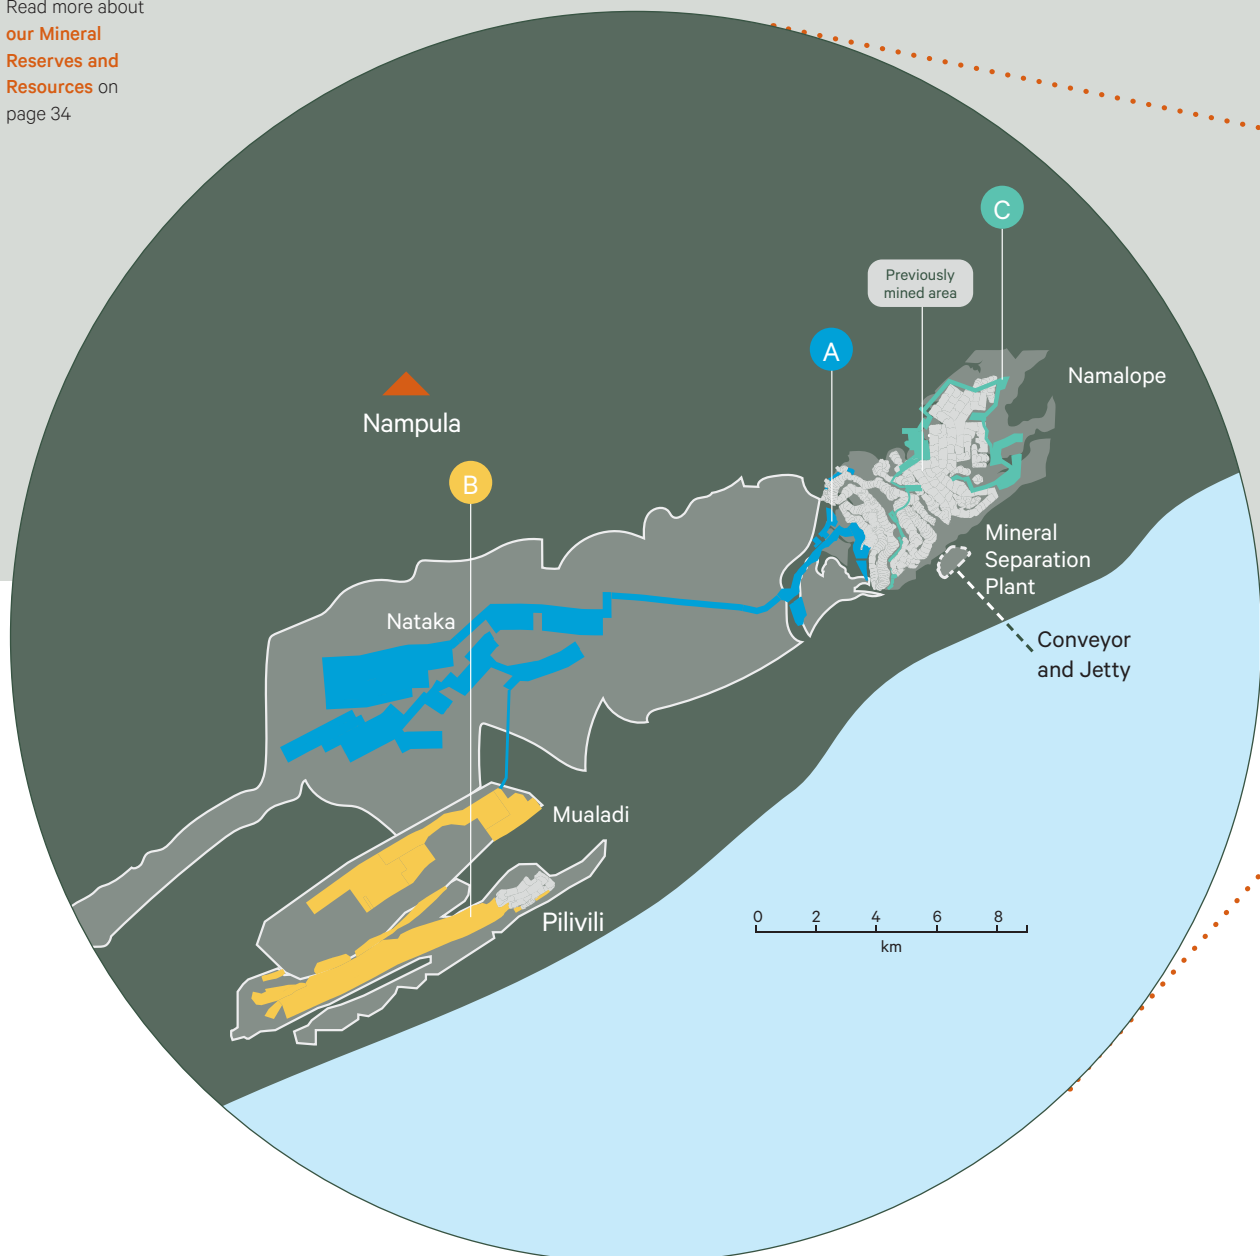 Read more about
our Mineral
Reserves and
Resources on
page 34
C
Previously
mined area
A
Namalope
Nampula
B
Mineral
Separation
Plant
Nataka
Conveyor
and Jetty
Mualadi
Pilivili
0 2 4 6 8
km